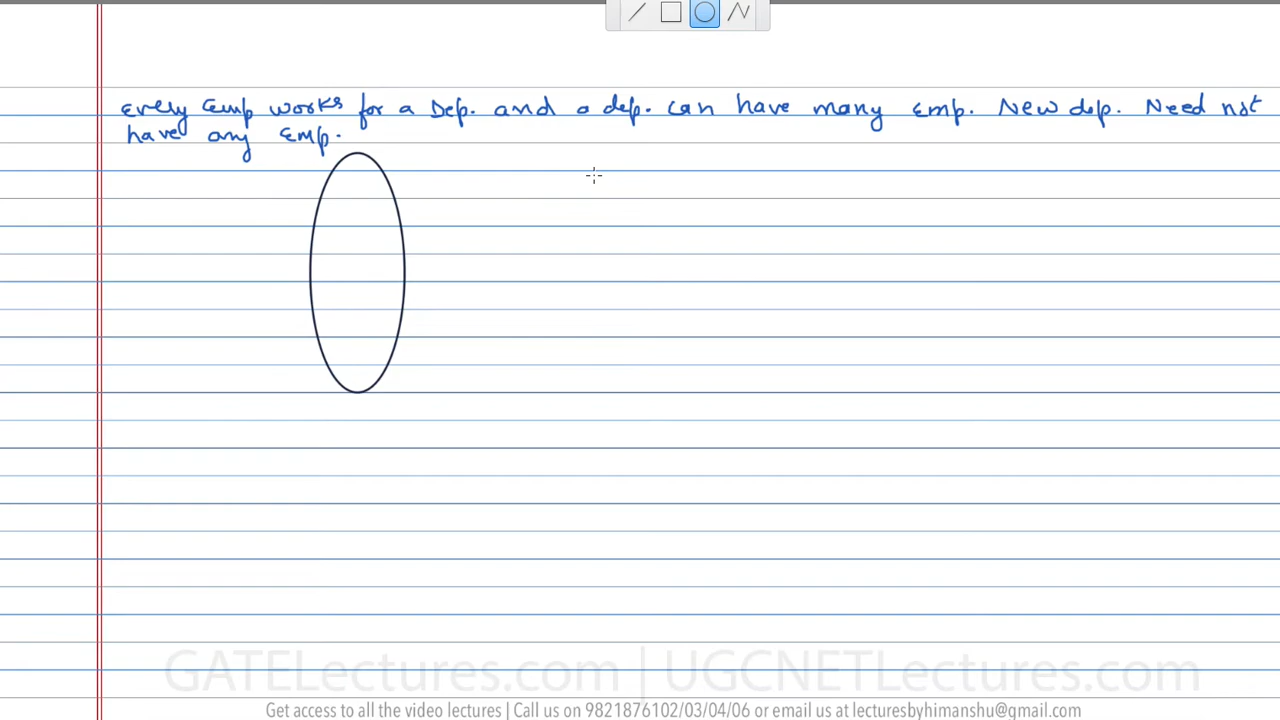 Every Emp works for a Dep. and a dep. can have many Emp. New dep. Need not
have any Emp.
GATELectures.com | UGCNETLectures.com
Get access to all the video lectures | Call us on 9821876102/03/04/06 or email us at lecturesbyhimanshu@gmail.com